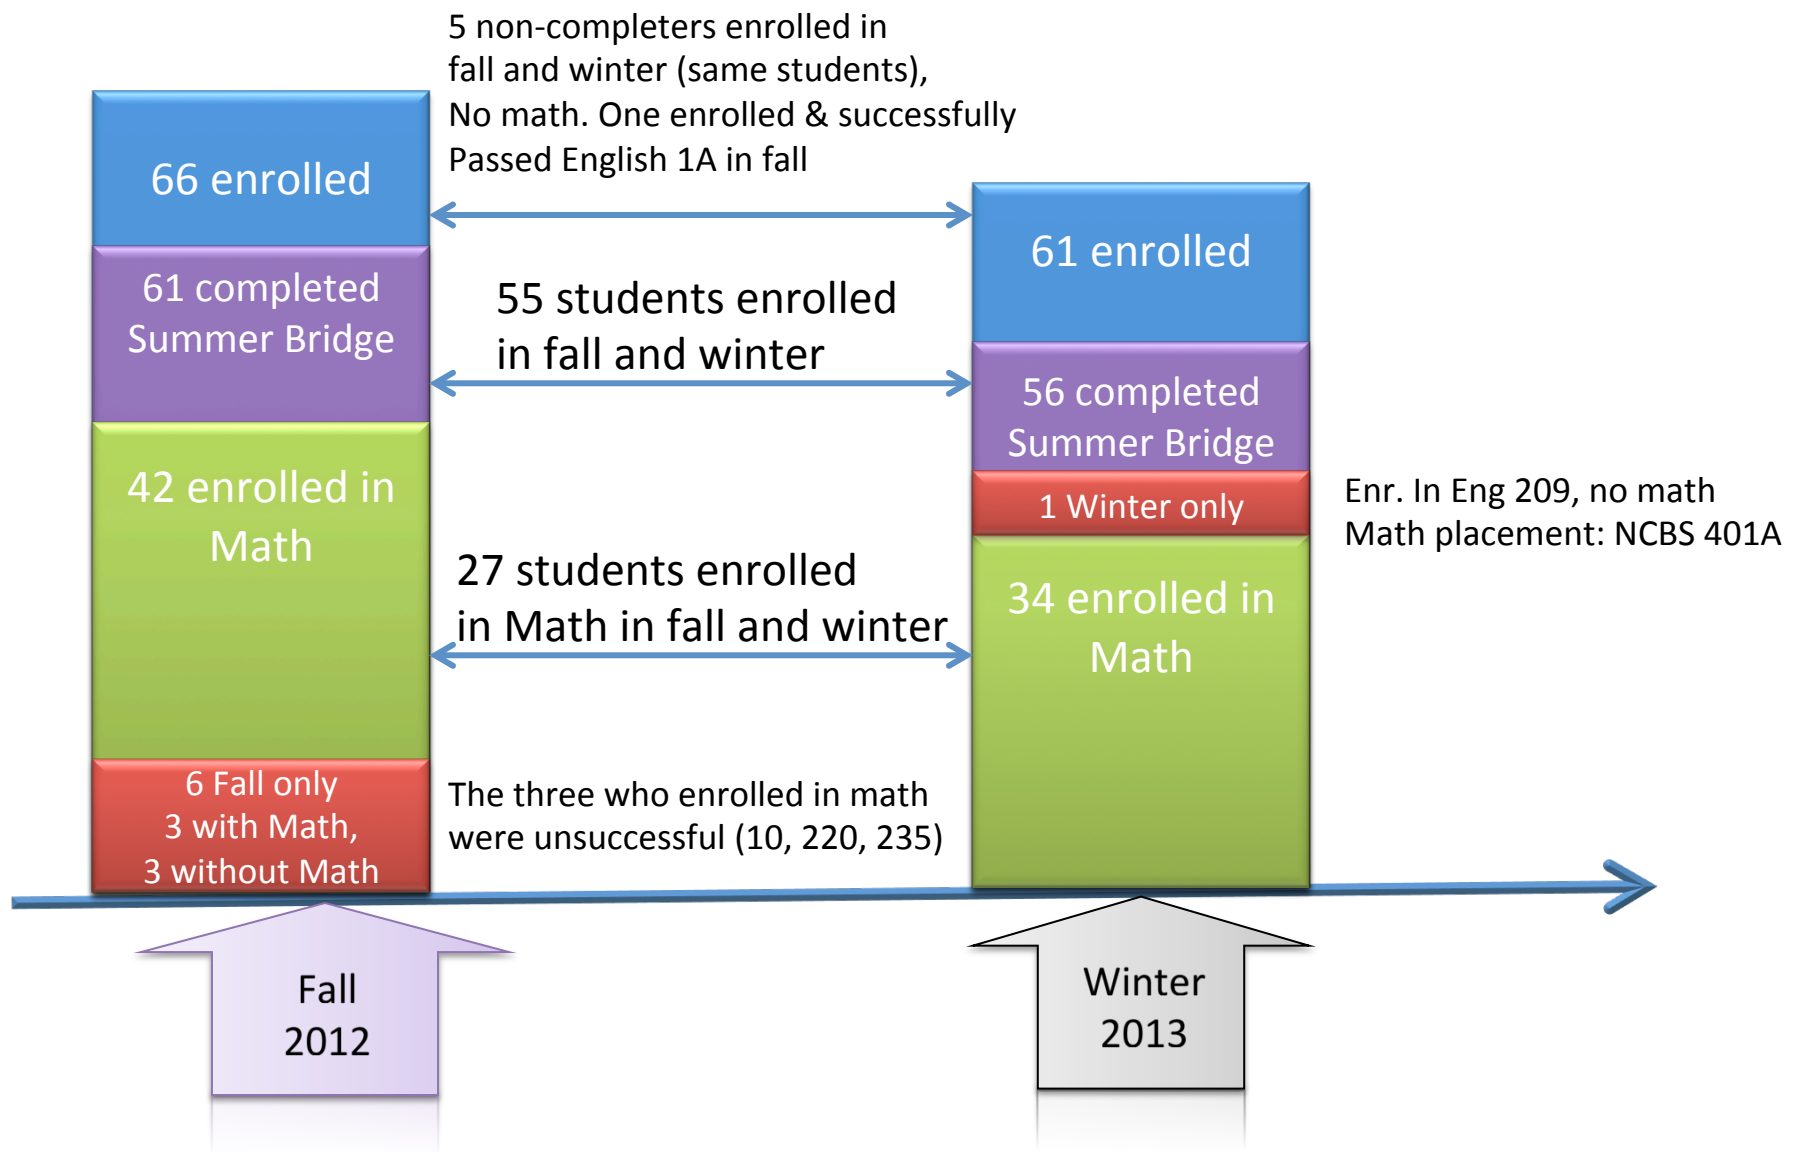 5 non-completers enrolled in
fall and winter (same students),
No math. One enrolled & successfully
Passed English 1A in fall
66 enrolled
61 completed
Summer Bridge
42 enrolled in
Math
6 Fall only
3 with Math,
3 without Math
55 students enrolled
in fall and winter
27 students enrolled
in Math in fall and winter
The three who enrolled in math
were unsuccessful (10, 220, 235)
61 enrolled
56 completed
Summer Bridge
1 Winter only
34 enrolled in
Math
Enr. In Eng 209, no math
Math placement: NCBS 401A
Fall
2012
Winter
2013